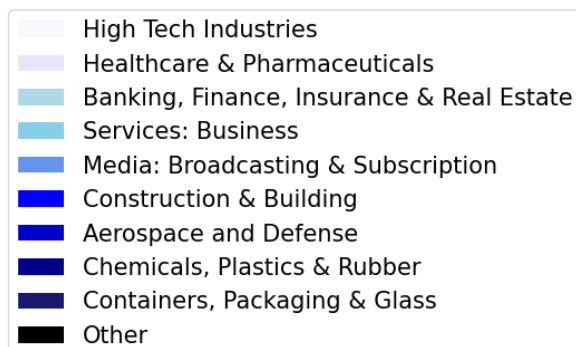 High Tech Industries
Healthcare & Pharmaceuticals
Banking, Finance, Insurance & Real Estate
Services: Business
Media: Broadcasting & Subscription
Construction & Building
Aerospace and Defense
Chemicals, Plastics & Rubber
Containers, Packaging & Glass
Other